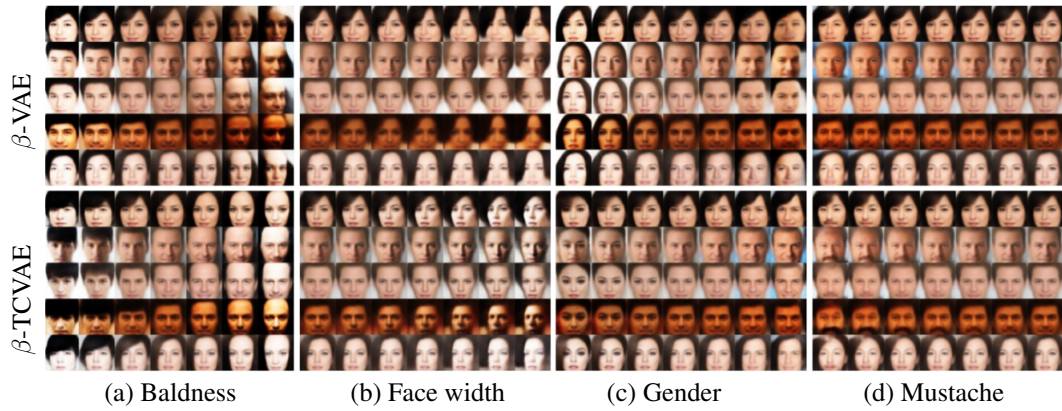 β-VAE
β-TCVAE
(a) Baldness
(b) Face width
(c) Gender
(d) Mustache